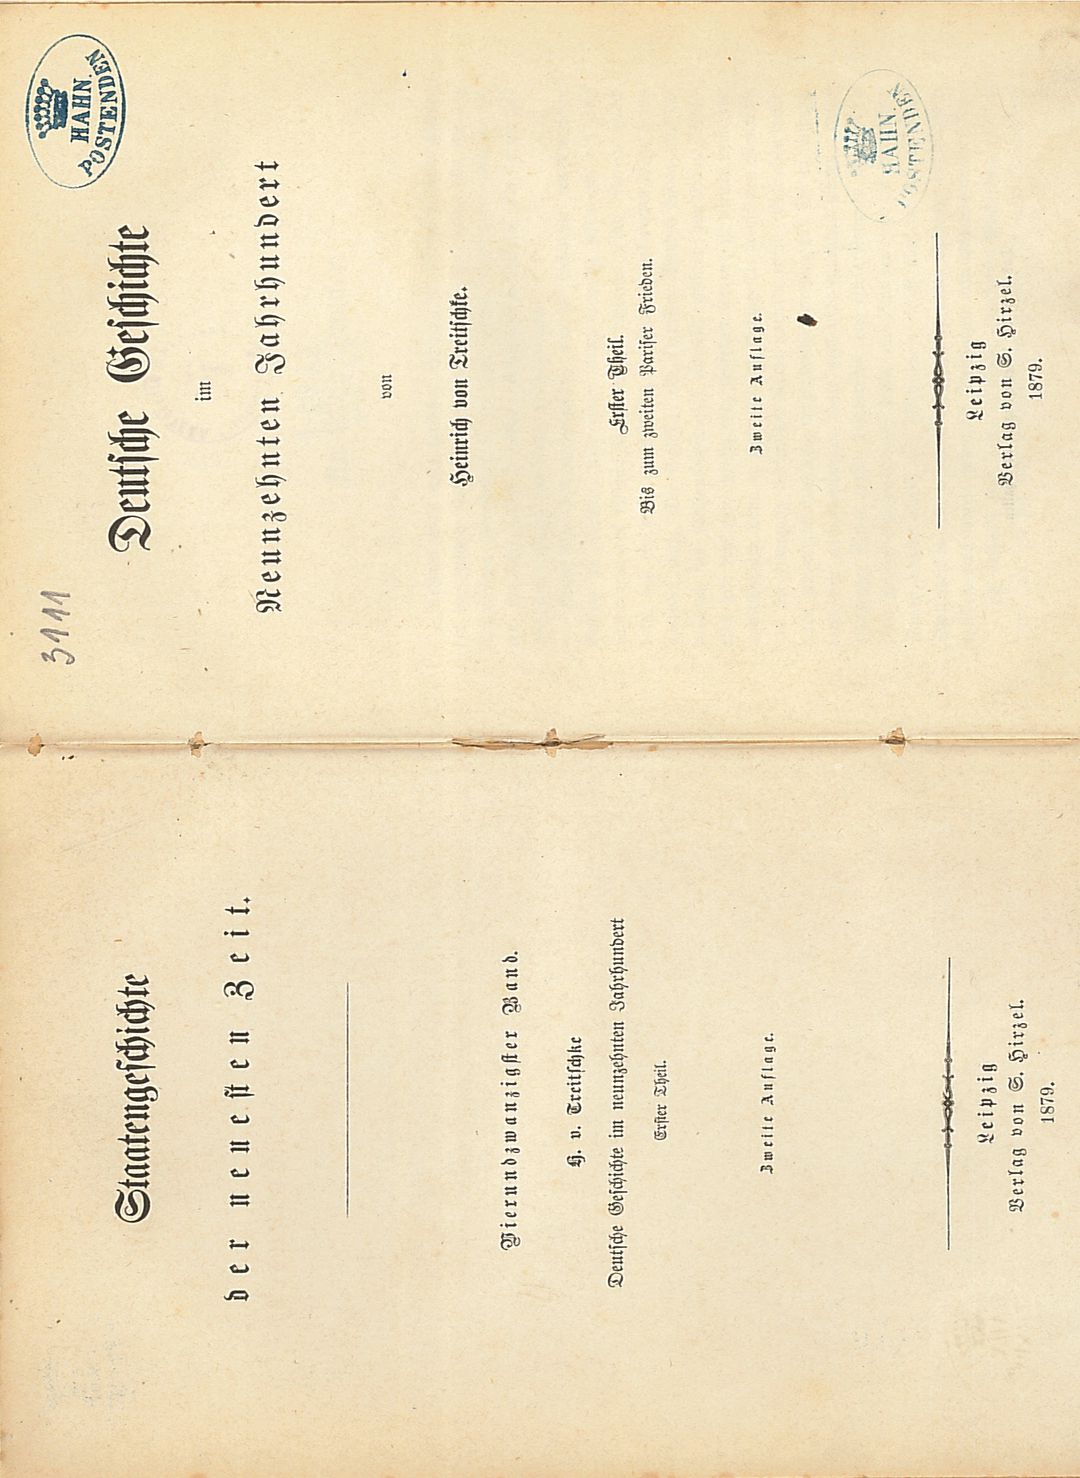 Staatengeschichte
der neuesten Zeit.
Vierundzwanzigster Band.
H. v. Treitschke
Deutsche Geschichte im neunzehnten Jahrhundert
Erster Theil.
Zweite Auflage.
Leipzig
Verlag von S. Hirzel.
1879.
3111
HAHN.
POSTENDEN
Deutsche Geschichte
im
Neunzehnten Jahrhundert
von
Heinrich von Treitschke.
Erster Theil.
Bis zum zweiten Pariser Frieden.
Zweite Auflage.
HAHN.
POSTENDEN
Leipzig
Verlag von S. Hirzel.
1879.